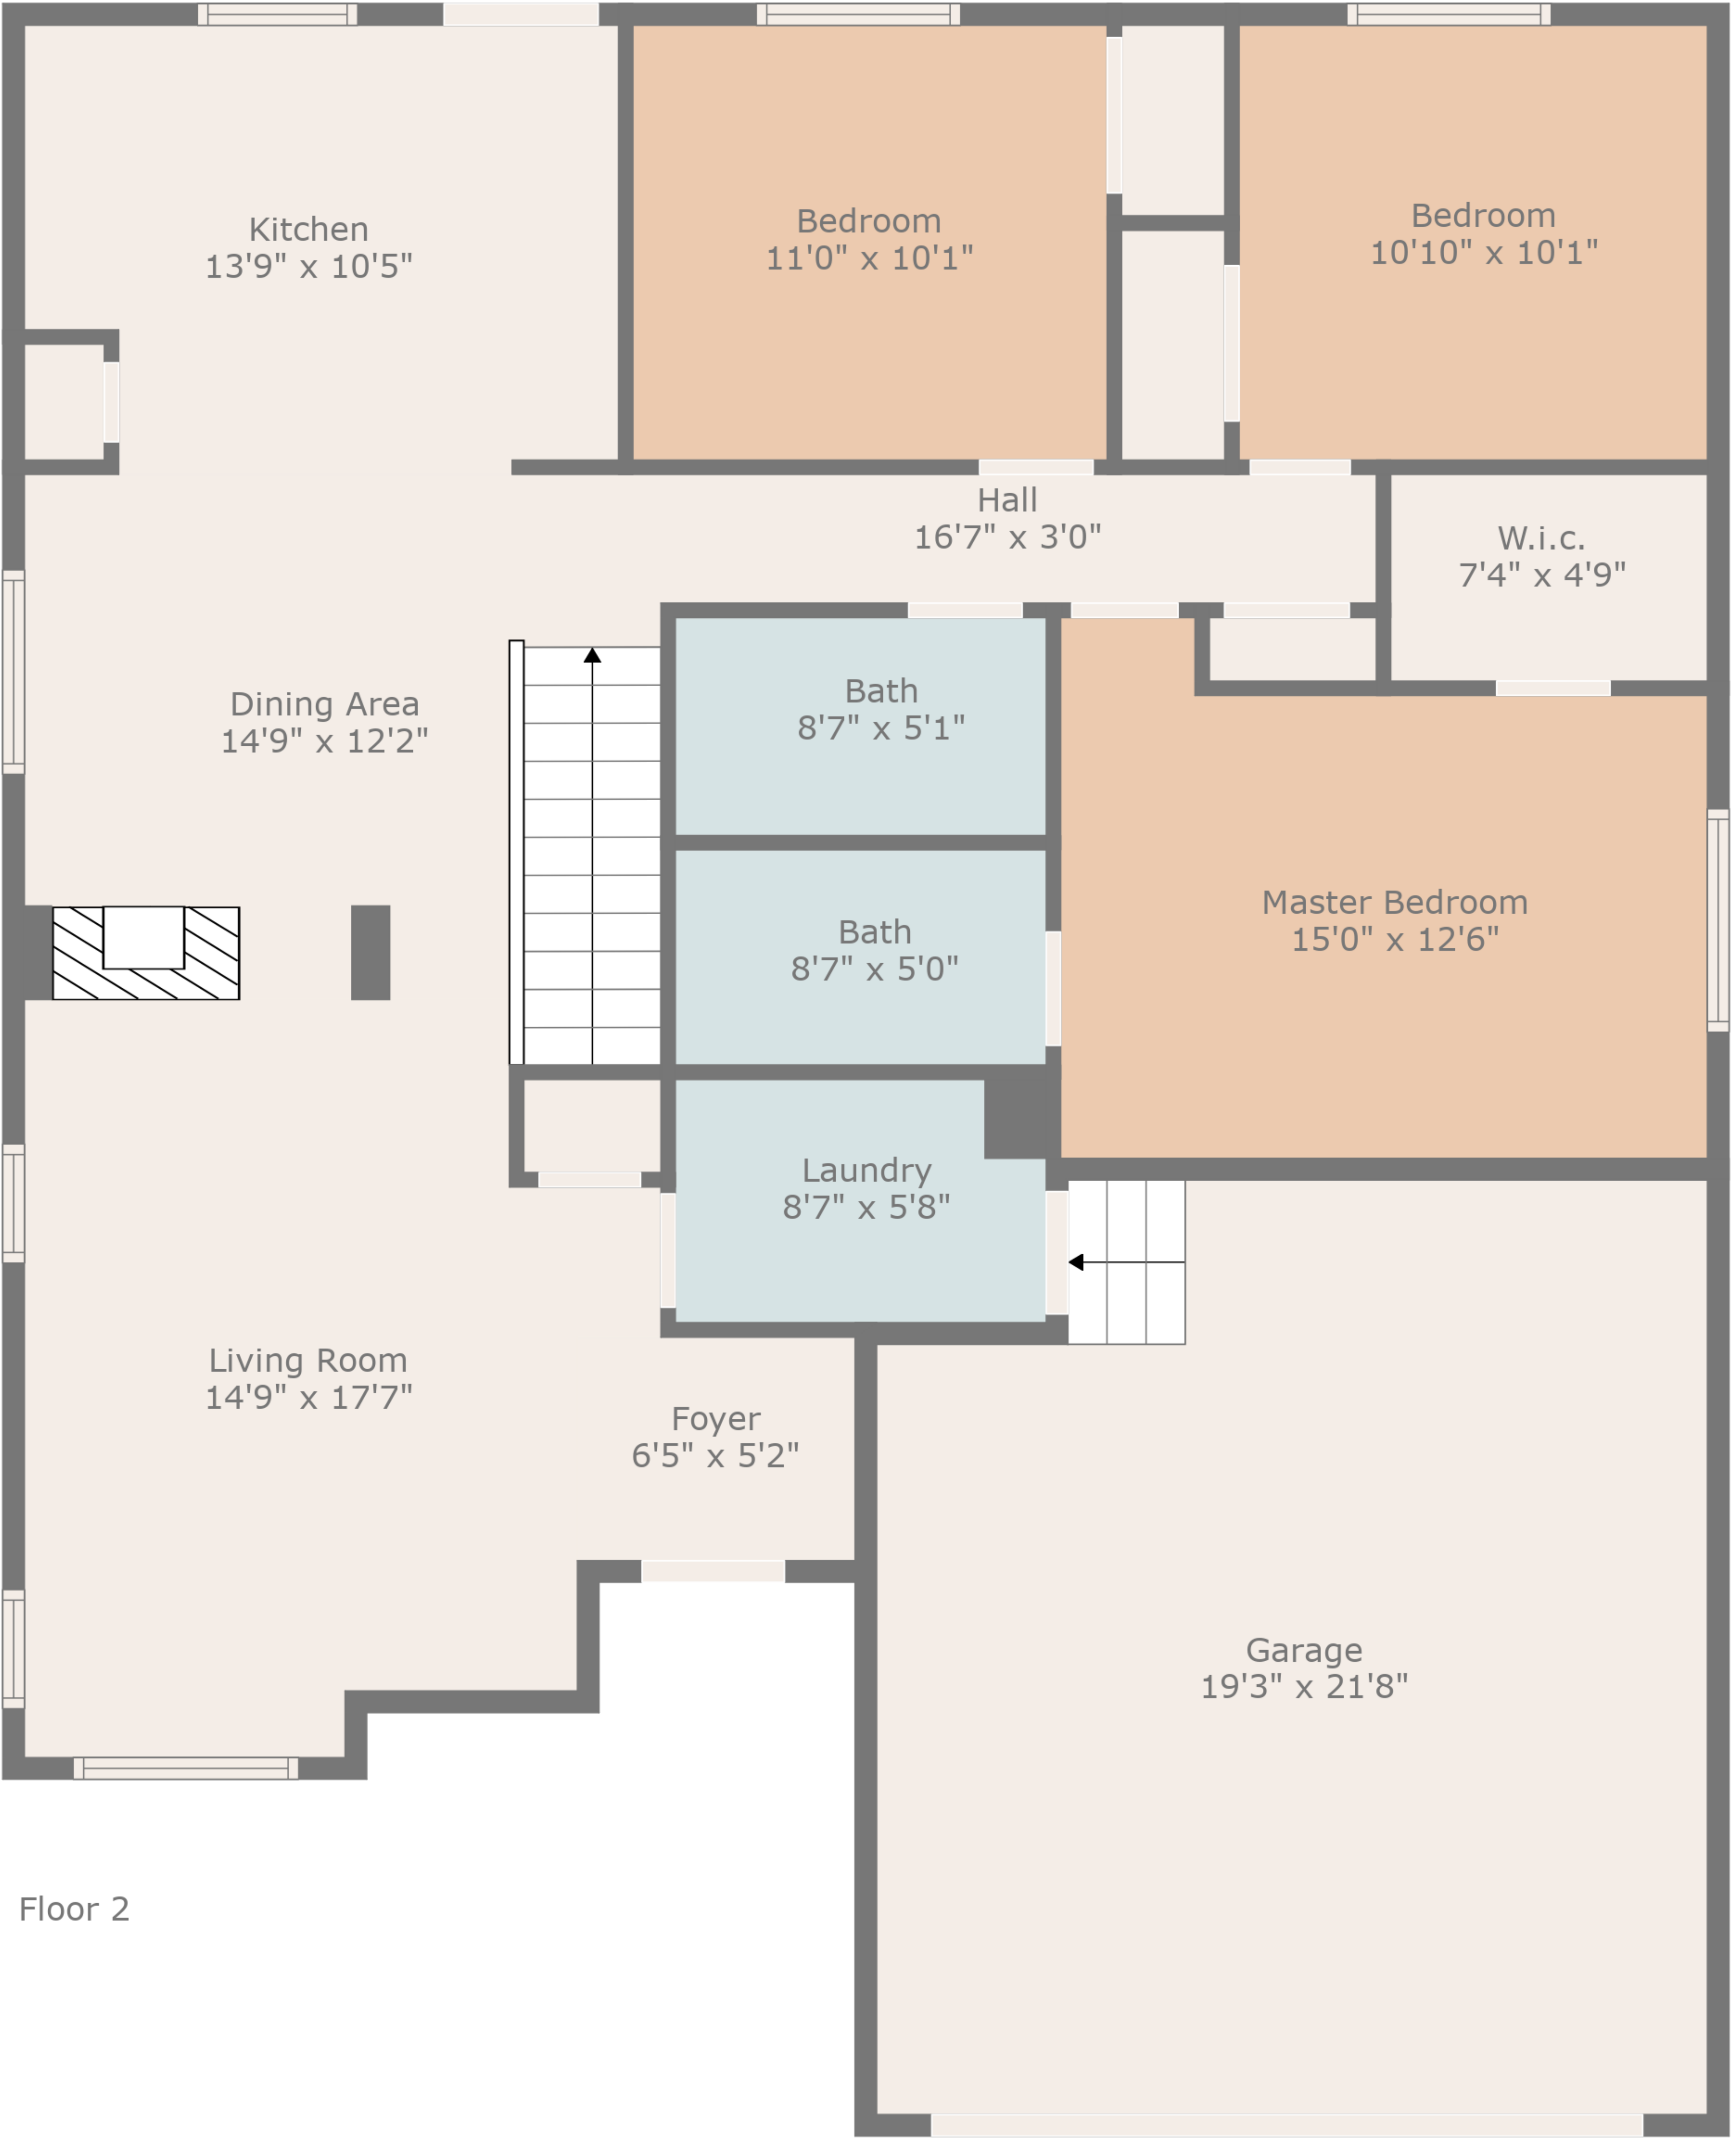 Kitchen
13'9" x 10'5"
Bedroom
11'0" x 10'1"
Bedroom
10'10" x 10'1"
Hall
16'7" x 3'0"
W.i.c.
7'4" x 4'9"
Dining Area
14'9" x 12'2"
Bath
8'7" x 5'1"
Bath
8'7" x 5'0"
Master Bedroom
15'0" x 12'6"
Laundry
8'7" x 5'8"
Living Room
14'9" x 17'7"
Foyer
6'5" x 5'2"
Garage
19'3" x 21'8"
Floor 2